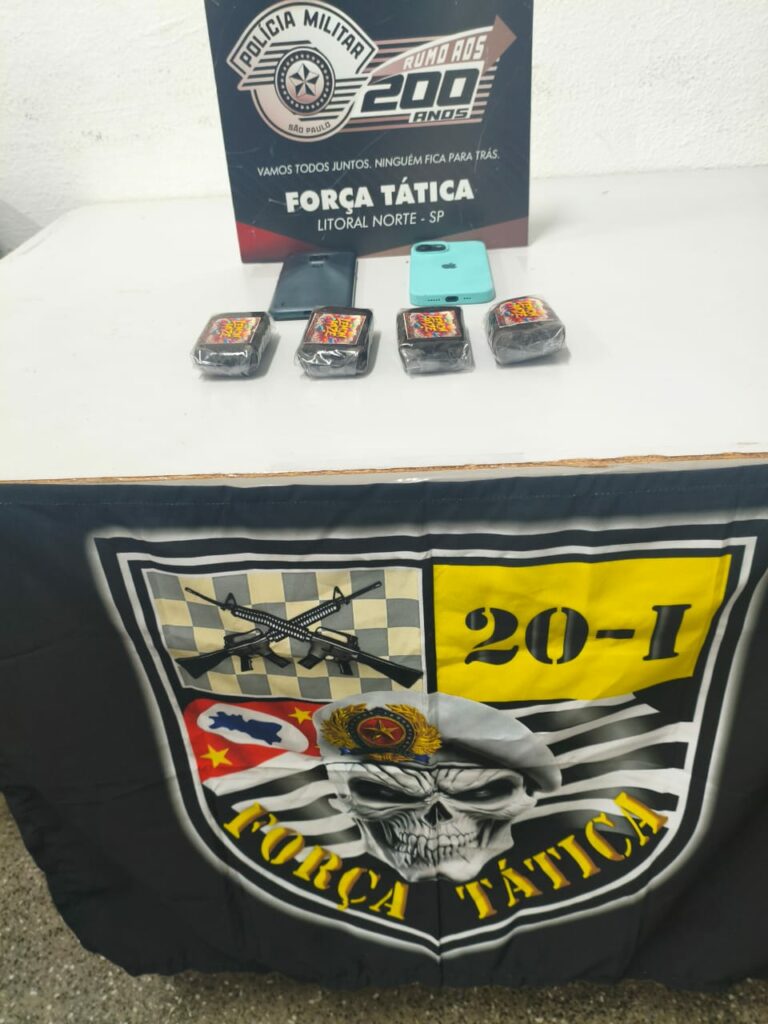 POLÍCIA MILITAR
SÃO PAULO
RUMO AOS
200
ANOS
VAMOS TODOS JUNTOS. NINGUÉM FICA PARA TRÁS.
FORÇA TÁTICA
LITORAL NORTE - SP
20-I
FORÇA TÁTICA